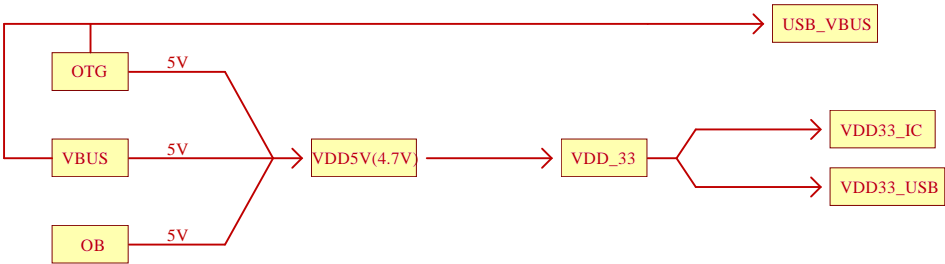 USB_VBUS
OTG
5V
VBUS
5V
VDD5V(4.7V)
VDD_33
VDD33_IC
VDD33_USB
OB
5V